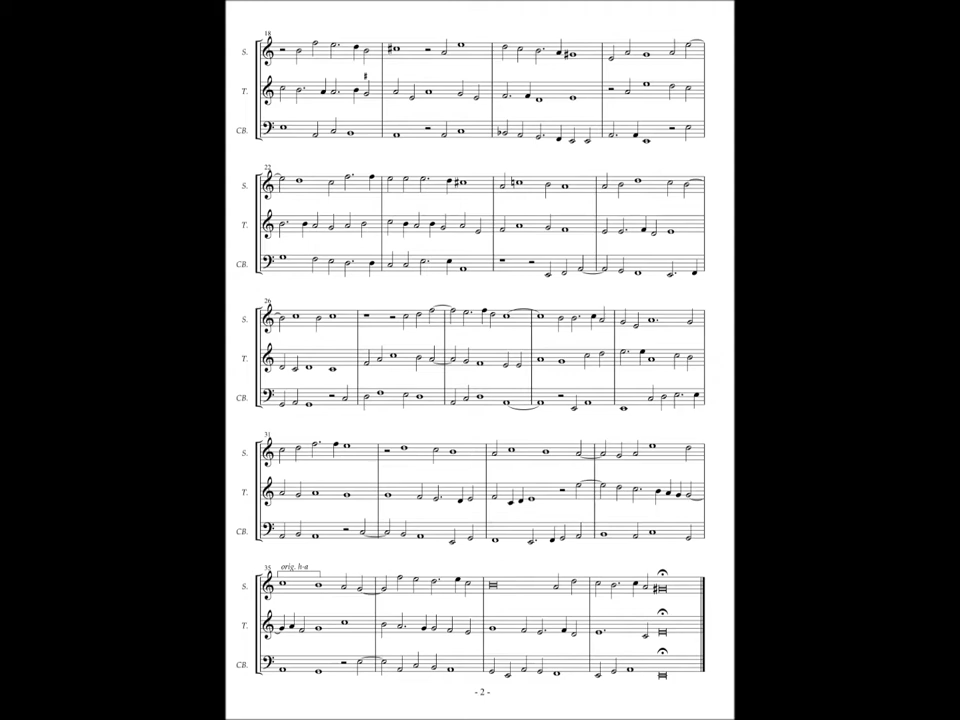 18
S.
T.
CB.
22
S.
T.
CB.
26
S.
T.
CB.
31
S.
T.
CB.
35
orig. h-a
S.
T.
CB.
- 2 -